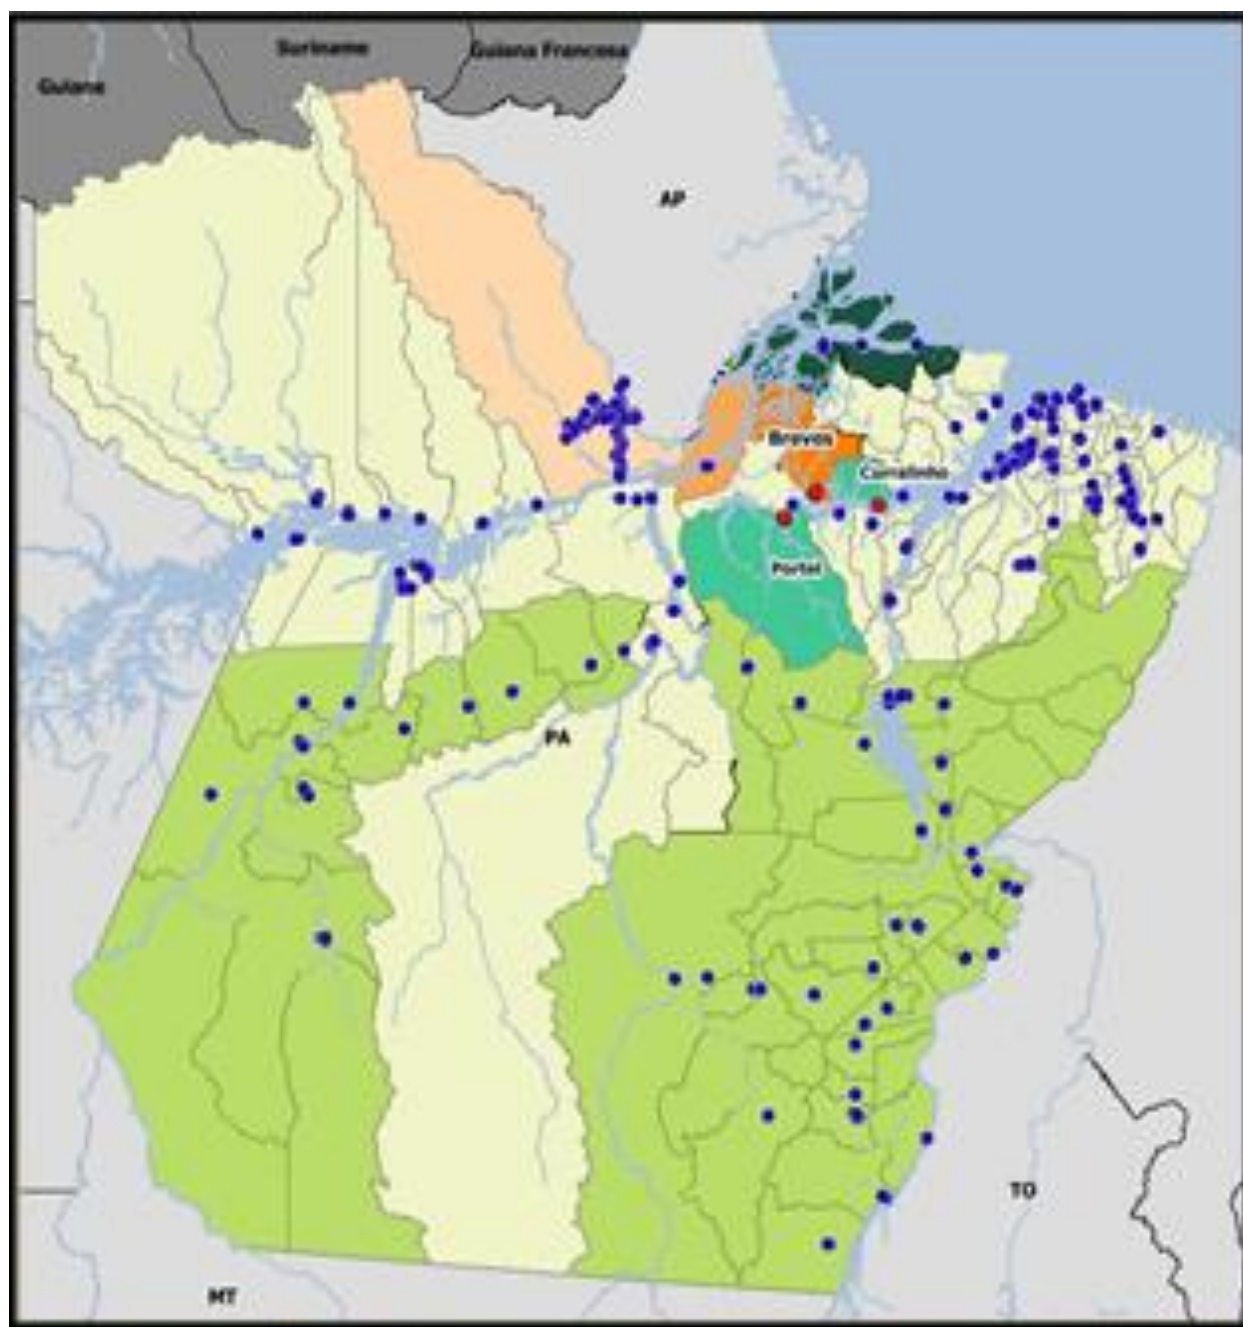 Suriname
Guiana Francesa
Guiana
AP
Breves
Curralinho
Portel
PA
TO
MT